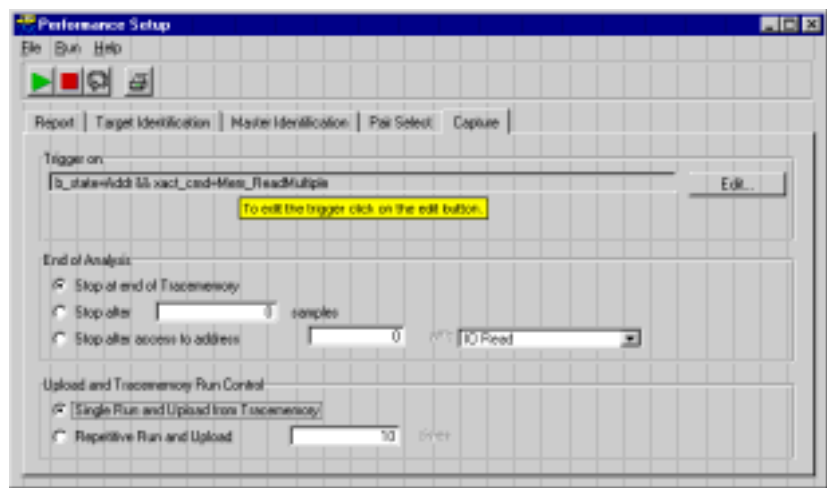 Performance Setup
File Run Help
Report Target Identification Master Identification Pair Select Capture
Trigger on
b_state=Addr && xact_cmd=Mem_ReadMultiple Edit...
To edit the trigger click on the edit button.
End of Analysis
Stop at end of Tracememory
Stop after 0 samples
Stop after access to address 0 IO Read
Upload and Tracememory Run Control
Single Run and Upload from Tracememory
Repetitive Run and Upload 10 times